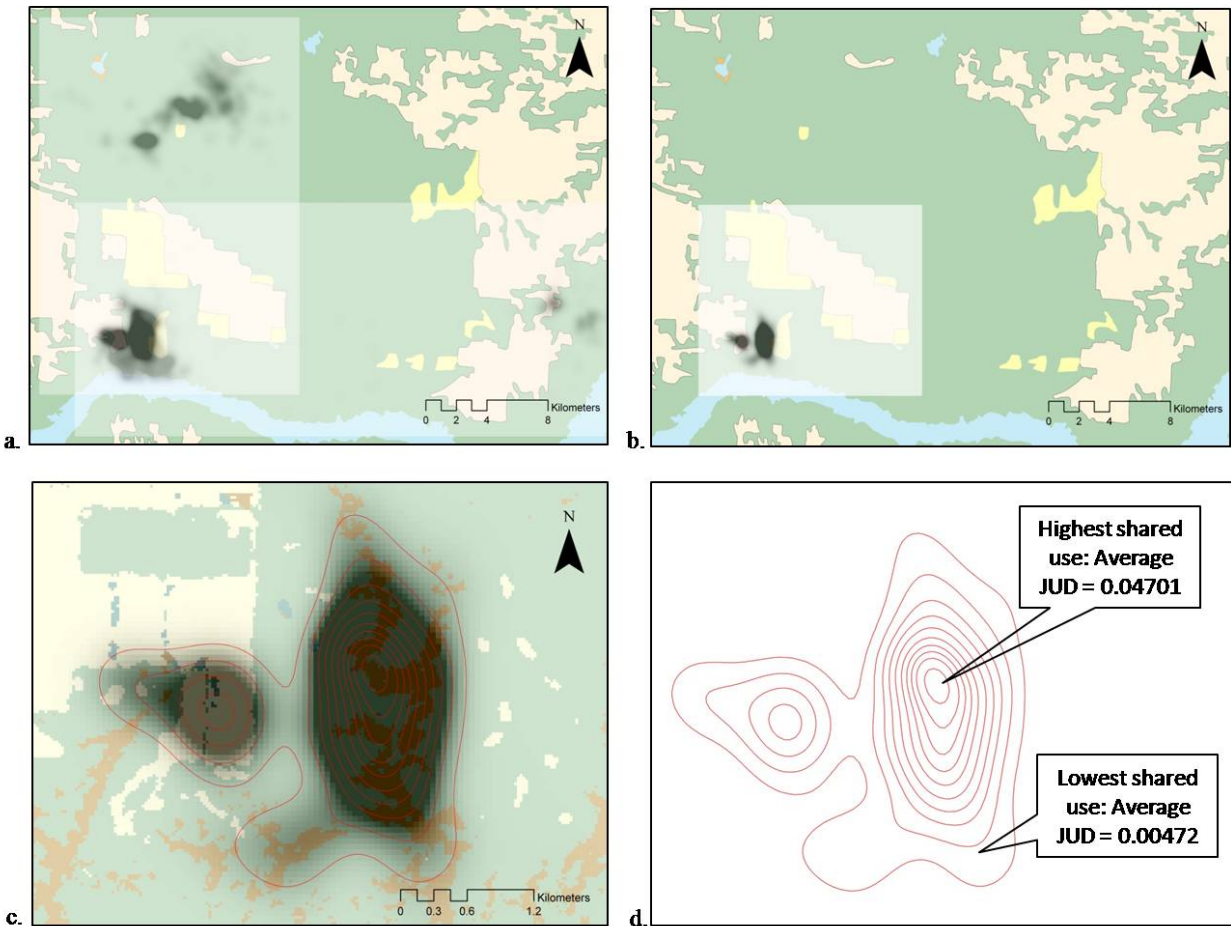 N
Kilometers
0 2 4 8
a.
N
Kilometers
0 2 4 8
b.
N
Kilometers
0 0.3 0.6 1.2
c.
Highest shared
use: Average
JUD = 0.04701
Lowest shared
use: Average
JUD = 0.00472
d.